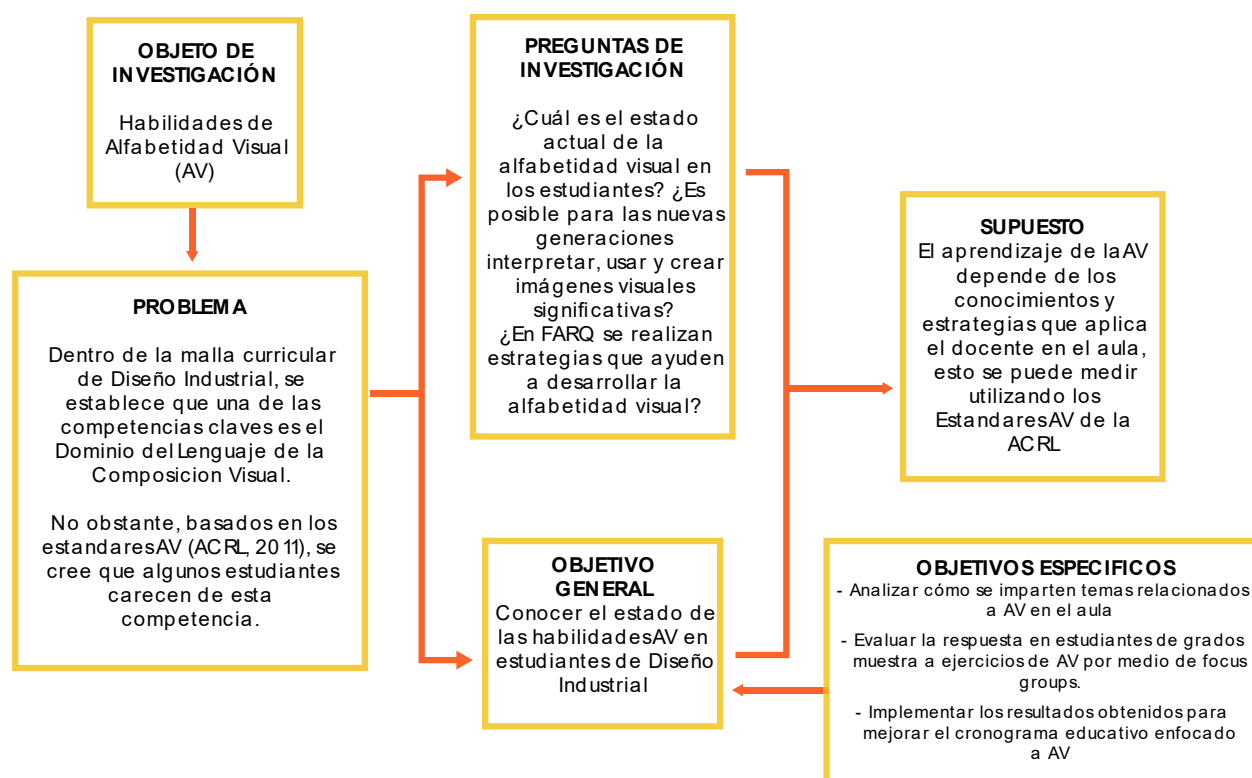 OBJETO DE
INVESTIGACIÓN
Habilidades de
Alfabetidad Visual
(AV)
PROBLEMA
Dentro de la malla curricular
de Diseño Industrial, se
establece que una de las
competencias claves es el
Dominio del Lenguaje de la
Composicion Visual.
No obstante, basados en los
estandares AV (ACRL, 2011), se
cree que algunos estudiantes
carecen de esta
competencia.
PREGUNTAS DE
INVESTIGACIÓN
¿Cuál es el estado
actual de la
alfabetidad visual en
los estudiantes? ¿Es
posible para las nuevas
generaciones
interpretar, usar y crear
imágenes visuales
significativas?
¿En FARQ se realizan
estrategias que ayuden
a desarrollar la
alfabetidad visual?
OBJETIVO
GENERAL
Conocer el estado de
las habilidades AV en
estudiantes de Diseño
Industrial
SUPUESTO
El aprendizaje de la AV
depende de los
conocimientos y
estrategias que aplica
el docente en el aula,
esto se puede medir
utilizando los
Estandares AV de la
ACRL
OBJETIVOS ESPECIFICOS
- Analizar cómo se imparten temas relacionados
a AV en el aula
- Evaluar la respuesta en estudiantes de grados
muestra a ejercicios de AV por medio de focus
groups.
- Implementar los resultados obtenidos para
mejorar el cronograma educativo enfocado
a AV